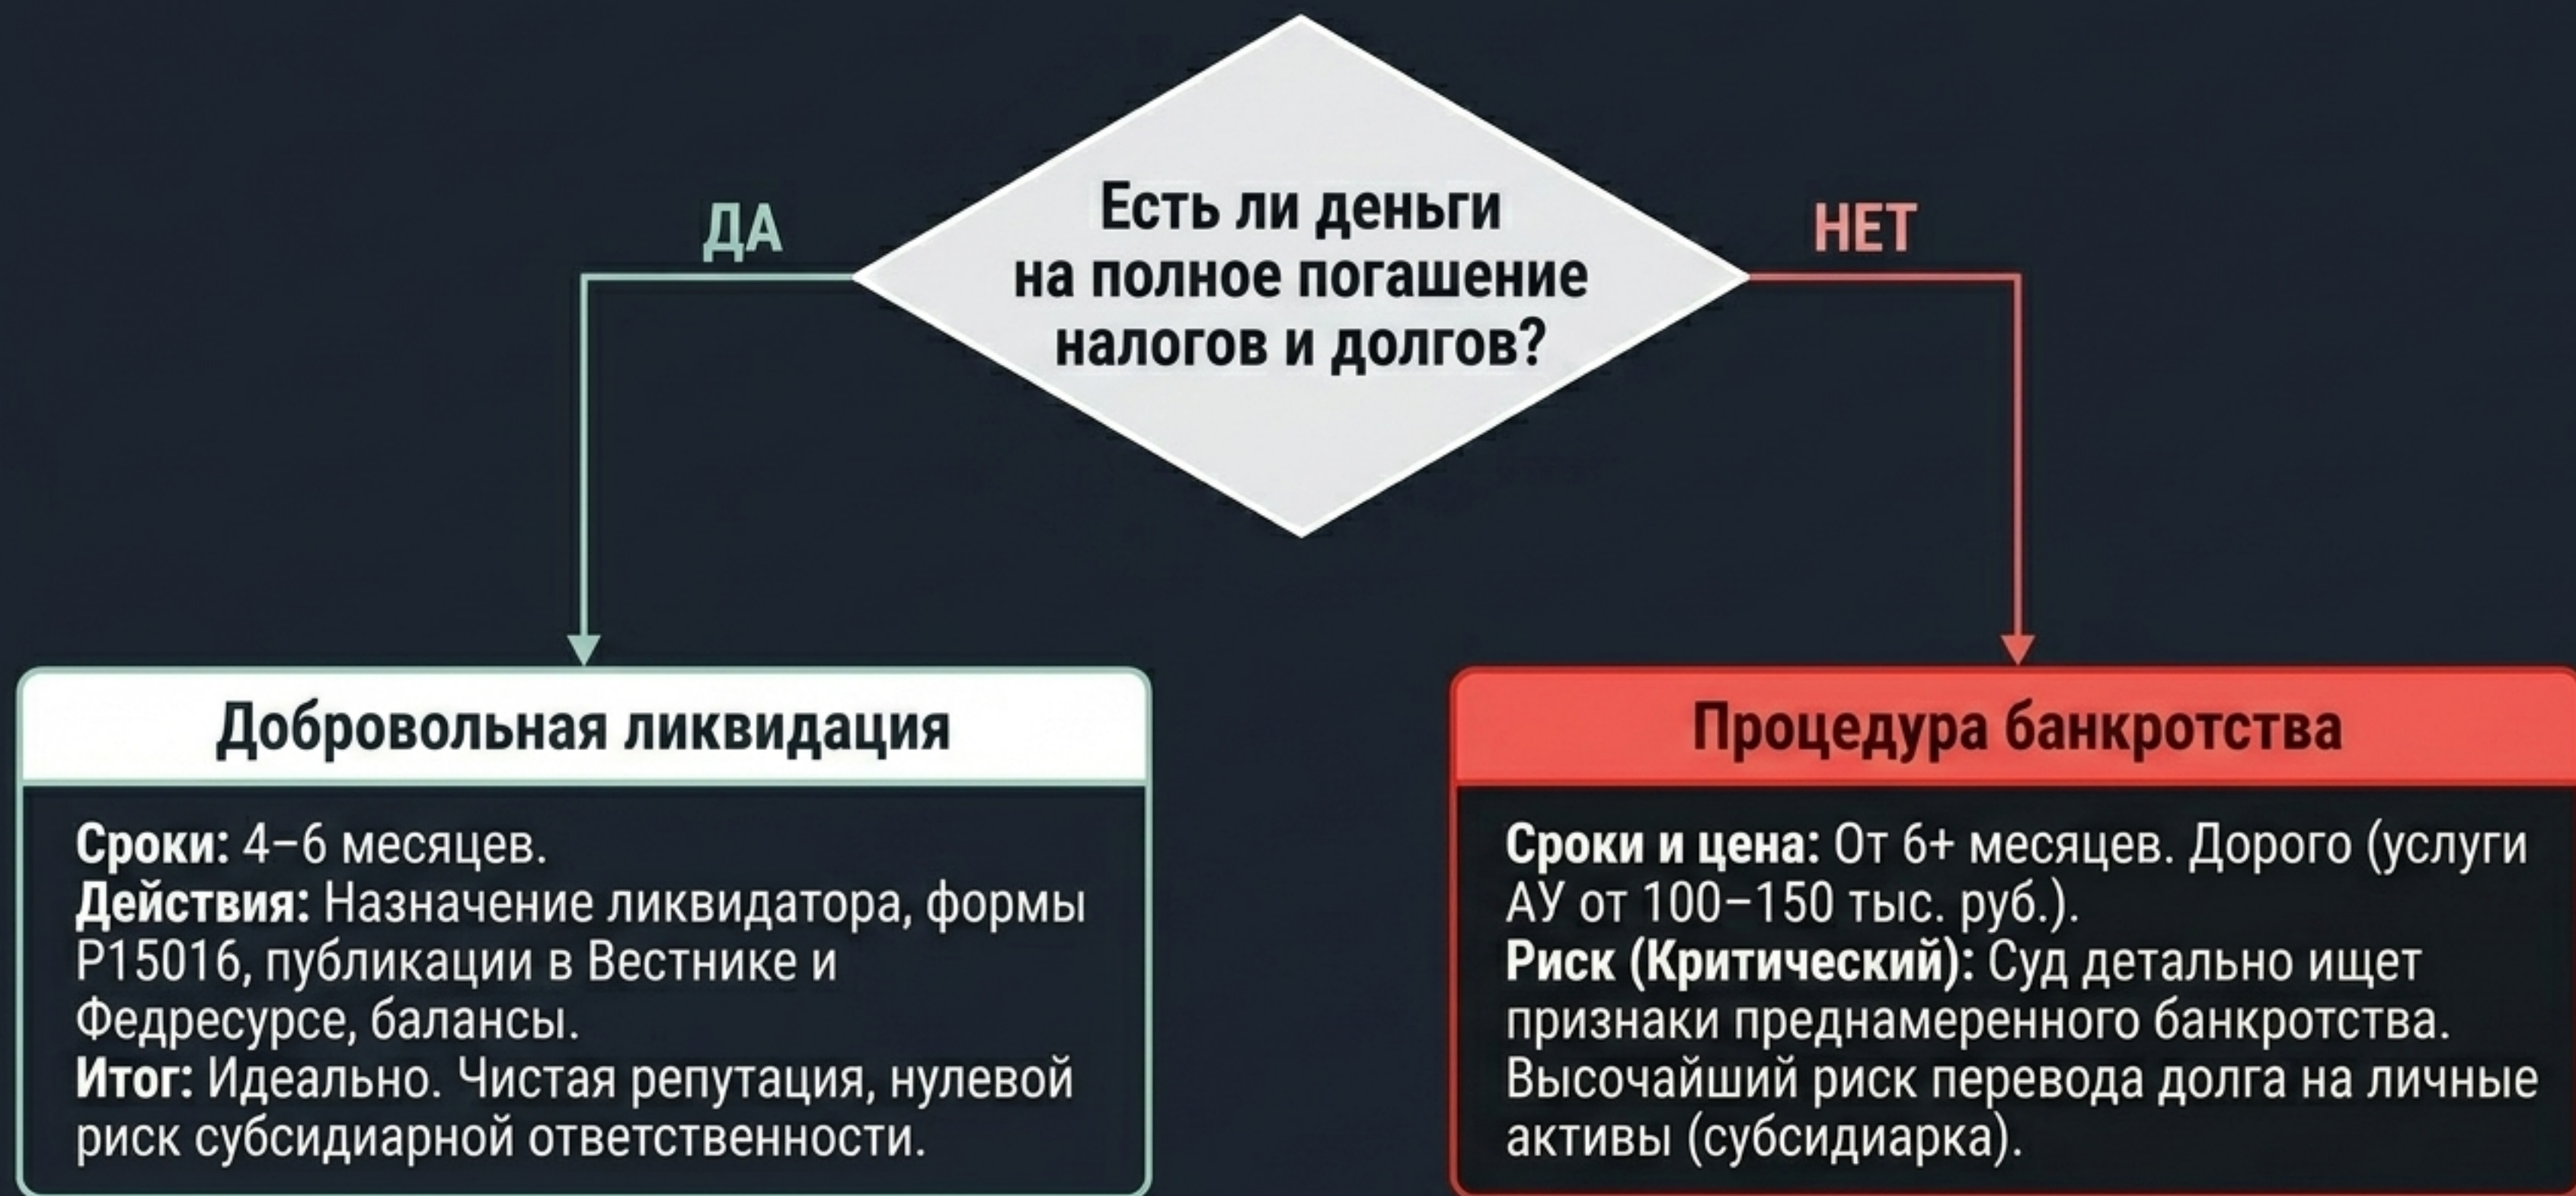 Есть ли деньги
на полное погашение
налогов и долгов?
ДА
НЕТ
Добровольная ликвидация
Сроки: 4–6 месяцев.
Действия: Назначение ликвидатора, формы
Р15016, публикации в Вестнике и
Федресурсе, балансы.
Итог: Идеально. Чистая репутация, нулевой
риск субсидиарной ответственности.
Процедура банкротства
Сроки и цена: От 6+ месяцев. Дорого (услуги
АУ от 100–150 тыс. руб.).
Риск (Критический): Суд детально ищет
признаки преднамеренного банкротства.
Высочайший риск перевода долга на личные
активы (субсидиарка).